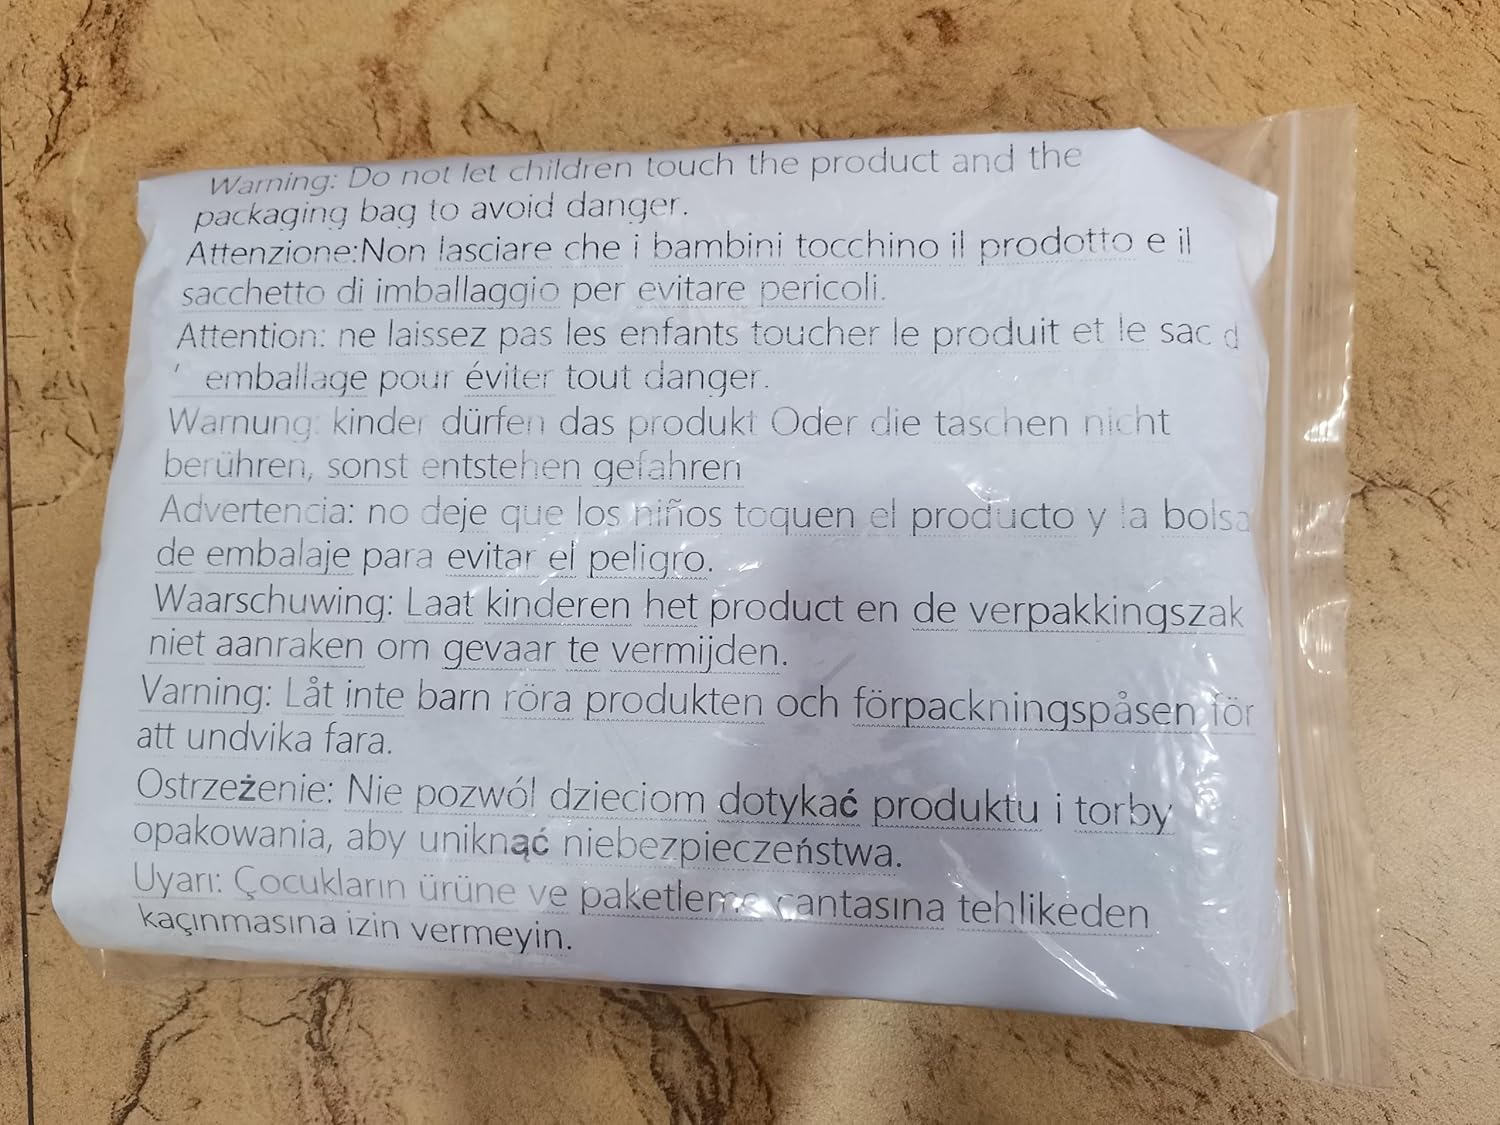 Warning: Do not let children touch the product and the
packaging bag to avoid danger.
Attenzione:Non lasciare che i bambini tocchino il prodotto e il
sacchetto di imballaggio per evitare pericoli.
Attention: ne laissez pas les enfants toucher le produit et le sac d
' emballage pour éviter tout danger.
Warnung: kinder dürfen das produkt Oder die taschen nicht
berühren, sonst entstehen gefahren
Advertencia: no deje que los niños toquen el producto y la bolsa
de embalaje para evitar el peligro.
Waarschuwing: Laat kinderen het product en de verpakkingszak
niet aanraken om gevaar te vermijden.
Varning: Låt inte barn röra produkten och förpackningspåsen för
att undvika fara.
Ostrzeżenie: Nie pozwól dzieciom dotykać produktu i torby
opakowania, aby uniknąć niebezpieczeństwa.
Uyarı: Çocukların ürüne ve paketleme çantasına tehlikeden
kaçınmasına izin vermeyin.